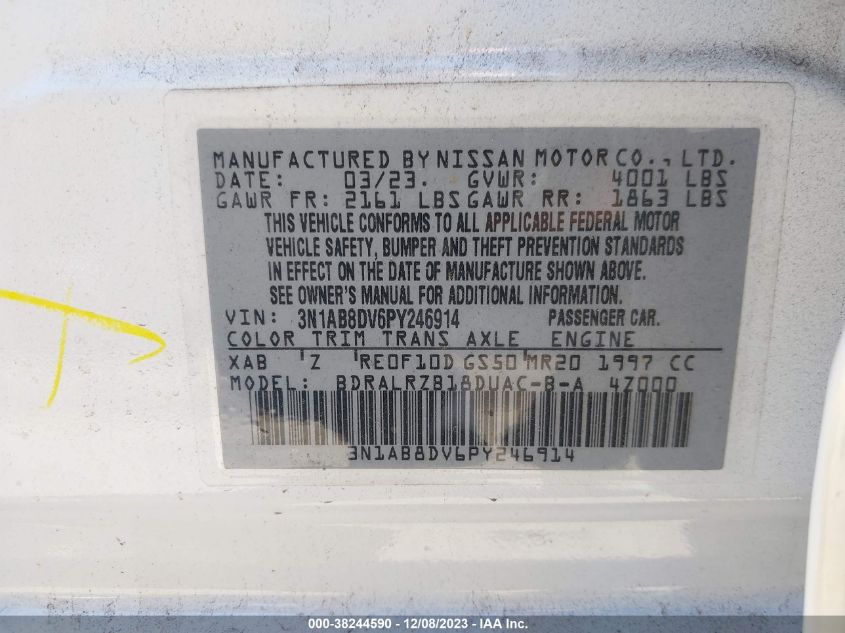 MANUFACTURED BY NISSAN MOTOR CO., LTD.
DATE: 03/23. GVWR: 4001 LBS
GAWR FR: 2161 LBS GAWR RR: 1863 LBS
THIS VEHICLE CONFORMS TO ALL APPLICABLE FEDERAL MOTOR
VEHICLE SAFETY, BUMPER AND THEFT PREVENTION STANDARDS
IN EFFECT ON THE DATE OF MANUFACTURE SHOWN ABOVE.
SEE OWNER'S MANUAL FOR ADDITIONAL INFORMATION.
VIN: 3N1AB8DV6PY246914 PASSENGER CAR.
COLOR TRIM TRANS AXLE ENGINE
XAB Z RE0F10D GS50 MR20 1997 CC
MODEL: BDRALRZB18DUAC-B-A 4Z000
3N1AB8DV6PY246914
000-38244590 - 12/08/2023 - IAA Inc.